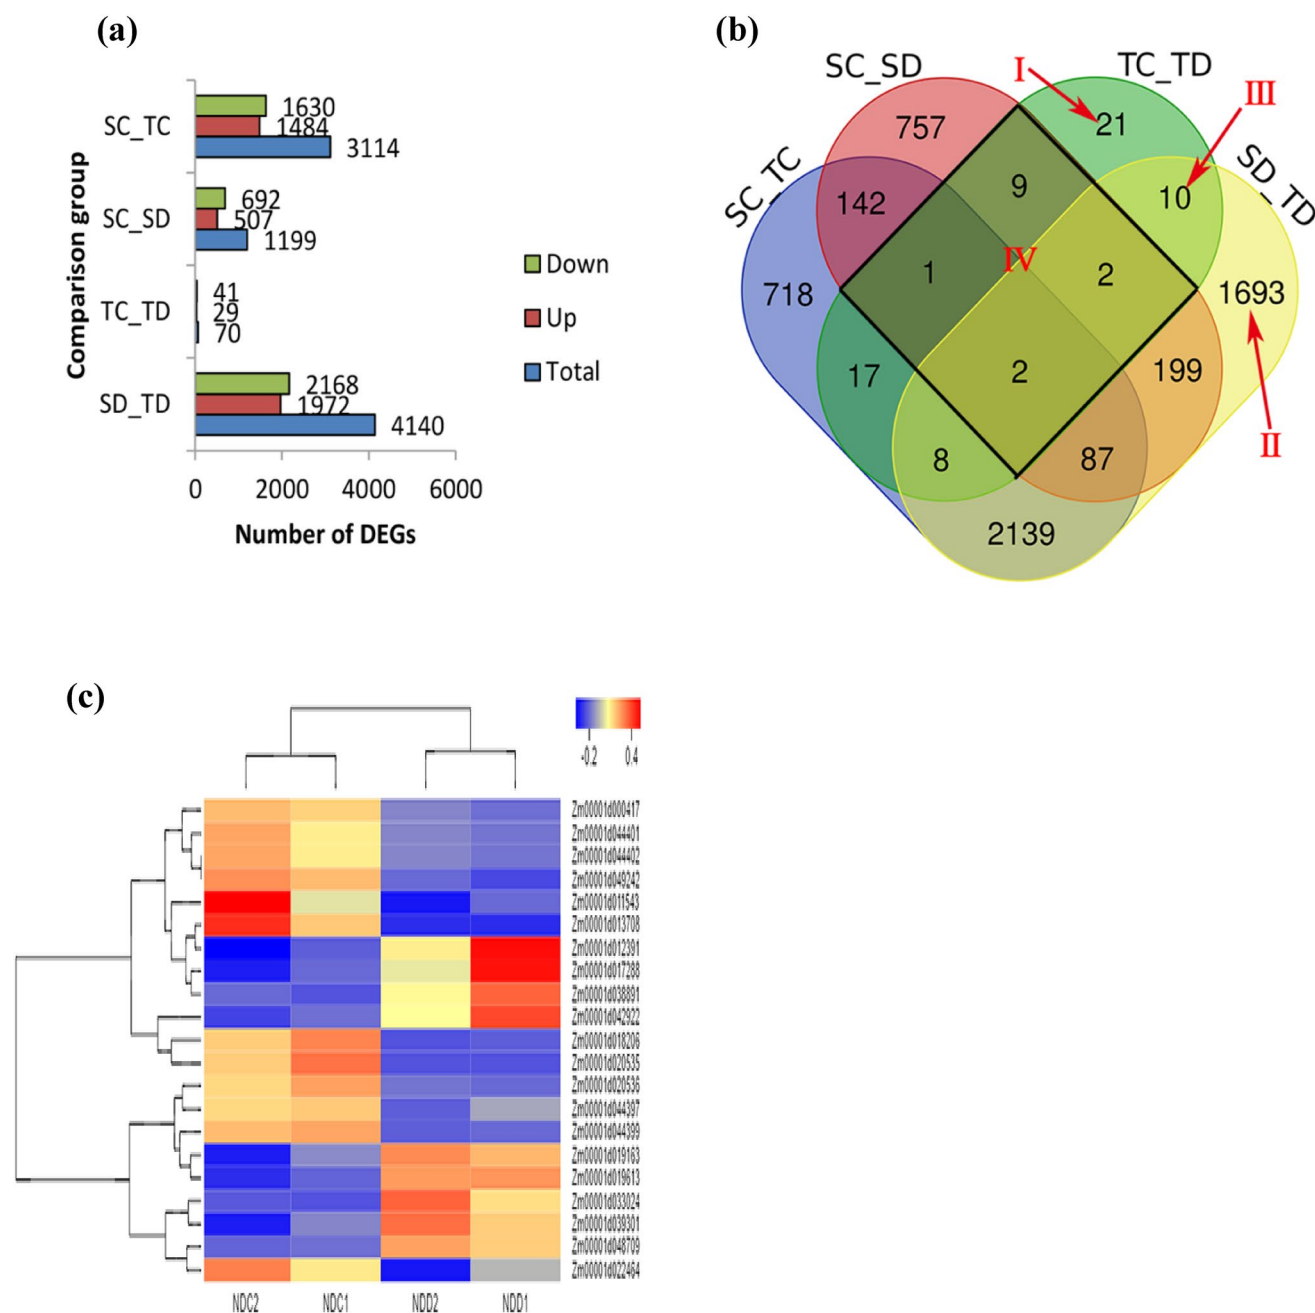 (a)
SC_TC
1630
1484
3114
SC_SD
692
507
1199
TC_TD
41
29
70
SD_TD
2168
1972
4140
0 2000 4000 6000
Number of DEGs
Comparison group
Down
Up
Total
(b)
SC_SD I TC_TD
III
SC_TC SD_TD
757 21
142 9 10
IV
718 1 2 1693
17 2 199
II
8 87
2139
(c)
-0.2 0.4
Zm00001d000417
Zm00001d044401
Zm00001d044402
Zm00001d049242
Zm00001d011543
Zm00001d013708
Zm00001d012391
Zm00001d017288
Zm00001d038891
Zm00001d042922
Zm00001d018206
Zm00001d020535
Zm00001d020536
Zm00001d044397
Zm00001d044399
Zm00001d019163
Zm00001d019613
Zm00001d033024
Zm00001d039301
Zm00001d048709
Zm00001d022464
NDC2 NDC1 NDD2 NDD1